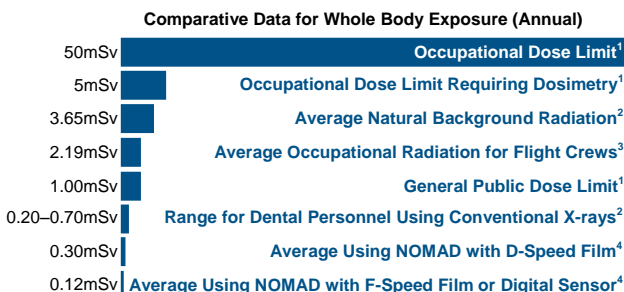 Comparative Data for Whole Body Exposure (Annual)
50mSv Occupational Dose Limit¹
5mSv Occupational Dose Limit Requiring Dosimetry¹
3.65mSv Average Natural Background Radiation²
2.19mSv Average Occupational Radiation for Flight Crews³
1.00mSv General Public Dose Limit¹
0.20–0.70mSv Range for Dental Personnel Using Conventional X-rays²
0.30mSv Average Using NOMAD with D-Speed Film⁴
0.12mSv Average Using NOMAD with F-Speed Film or Digital Sensor⁴